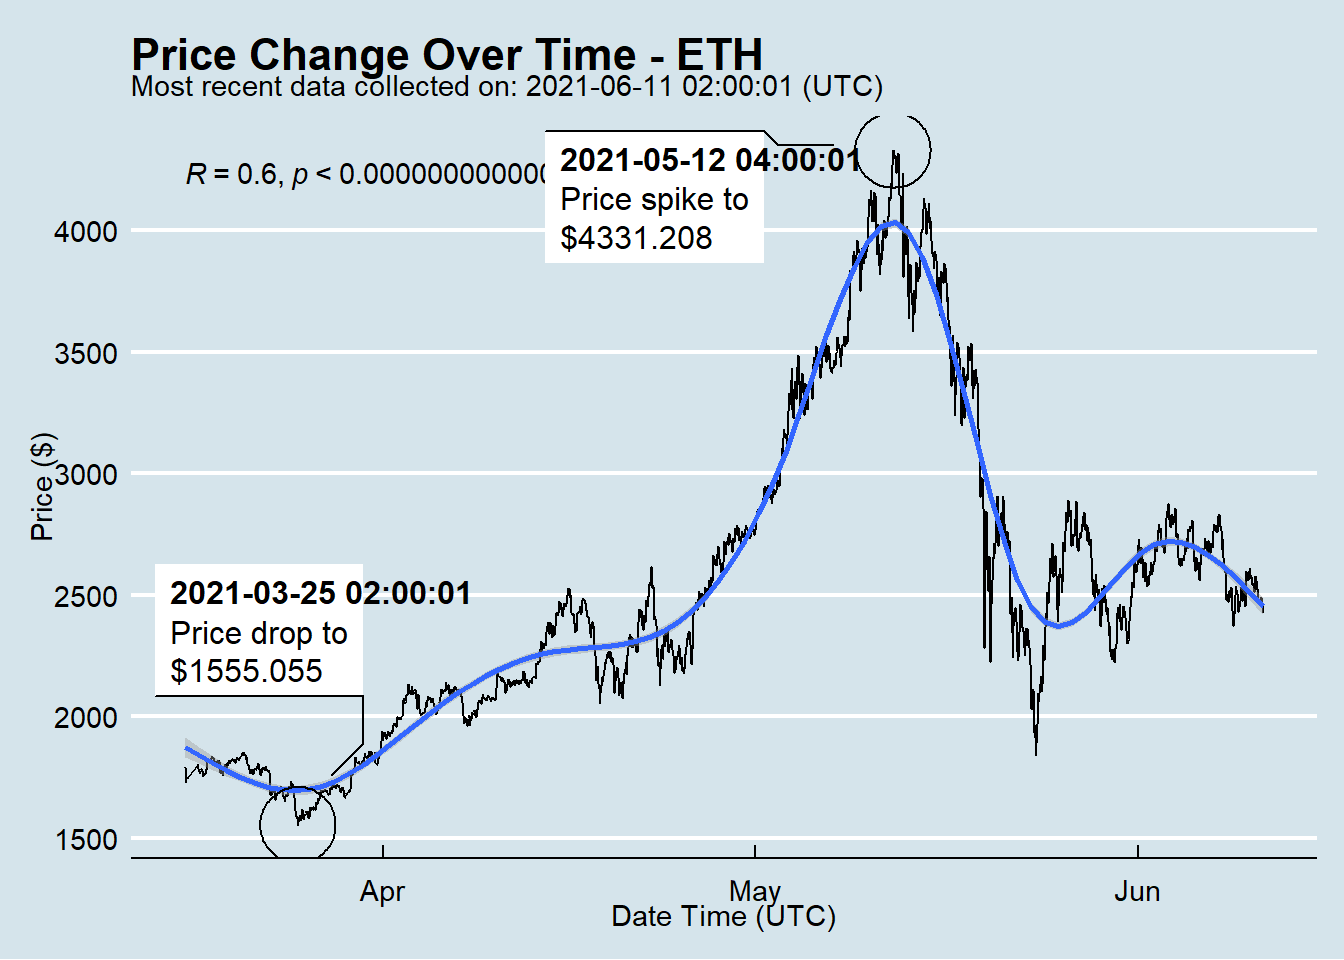 Price Change Over Time - ETH
Most recent data collected on: 2021-06-11 02:00:01 (UTC)
R = 0.6, p < 0.000000000000
2021-05-12 04:00:01
Price spike to
$4331.208
4000
3500
3000
2500
2000
1500
Price ($)
2021-03-25 02:00:01
Price drop to
$1555.055
Apr May Jun
Date Time (UTC)